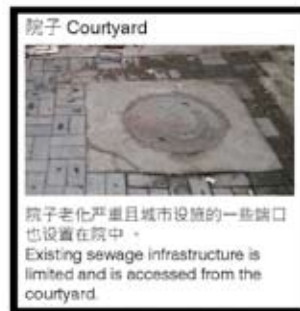 院子 Courtyard
院子老化严重且城市设施的一些端口
也设置在院中 。
Existing sewage infrastructure is
limited and is accessed from the
courtyard.